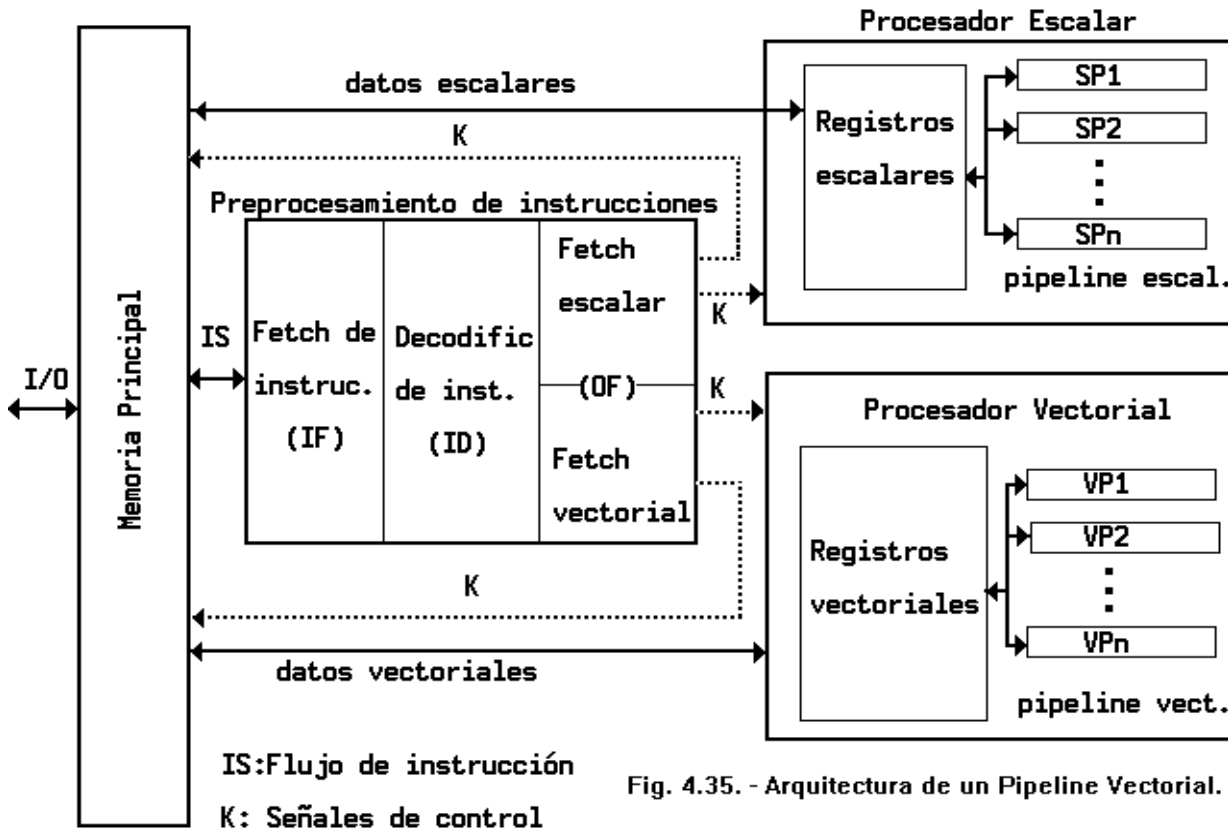 Procesador Escalar
datos escalares
K
Registros
escalares
SP1
SP2
SPn
pipeline escal.
Preprocesamiento de instrucciones
Fetch de
instruc.
(IF)
Decodific
de inst.
(ID)
Fetch
escalar
(OF)
Fetch
vectorial
K
K
K
I/O
Memoria Principal
IS
Procesador Vectorial
Registros
vectoriales
VP1
VP2
VPn
pipeline vect.
datos vectoriales
IS:Flujo de instrucción
K: Señales de control
Fig. 4.35. - Arquitectura de un Pipeline Vectorial.